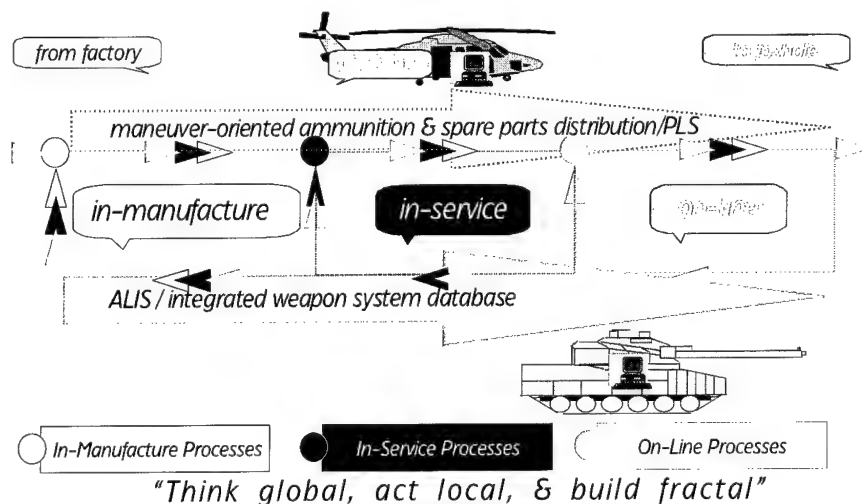 from factory
maneuver-oriented ammunition & spare parts distribution/PLS
in-manufacture
in-service
ALIS / integrated weapon system database
In-Manufacture Processes
In-Service Processes
On-Line Processes
"Think global, act local, & build fractal"